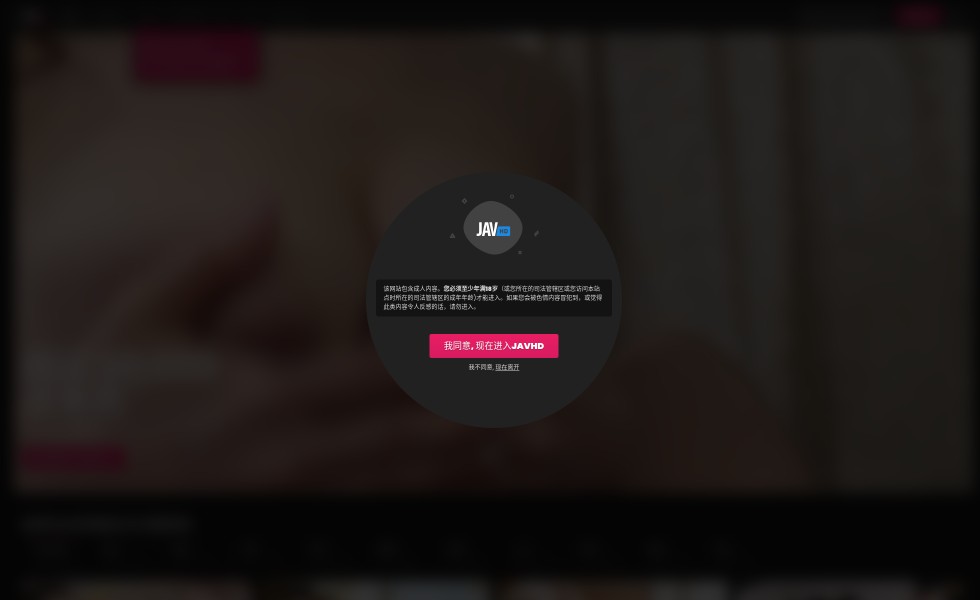 JAV HD
该网站包含成人内容。您必须至少年满18岁（或您所在的司法管辖区或您访问本站
点时所在的司法管辖区的成年年龄)才能进入。如果您会被色情内容冒犯到，或觉得
此类内容令人反感的话，请勿进入。
我同意, 现在进入JAVHD
我不同意, 现在离开